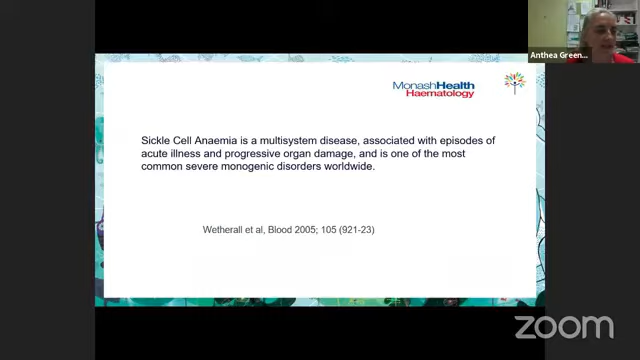 Anthea Green...
MonashHealth
Haematology
Sickle Cell Anaemia is a multisystem disease, associated with episodes of
acute illness and progressive organ damage, and is one of the most
common severe monogenic disorders worldwide.
Wetherall et al, Blood 2005; 105 (921-23)
zoom